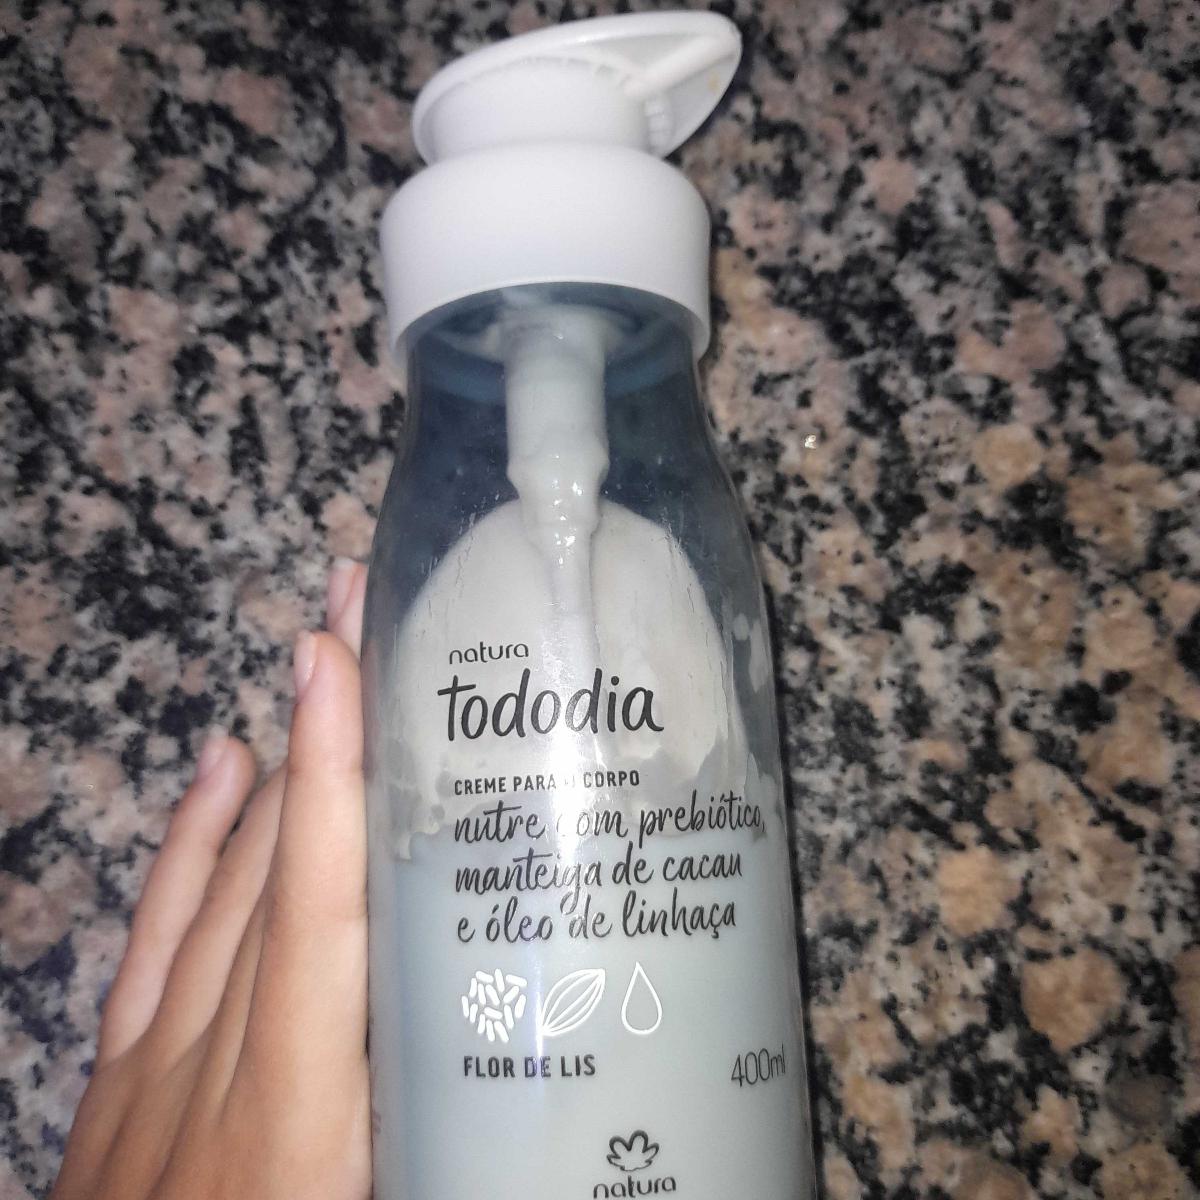 natura
tododia
CREME PARA O CORPO
nutre com prebiótico,
manteiga de cacau
e óleo de linhaça
FLOR DE LIS
400ml
natura